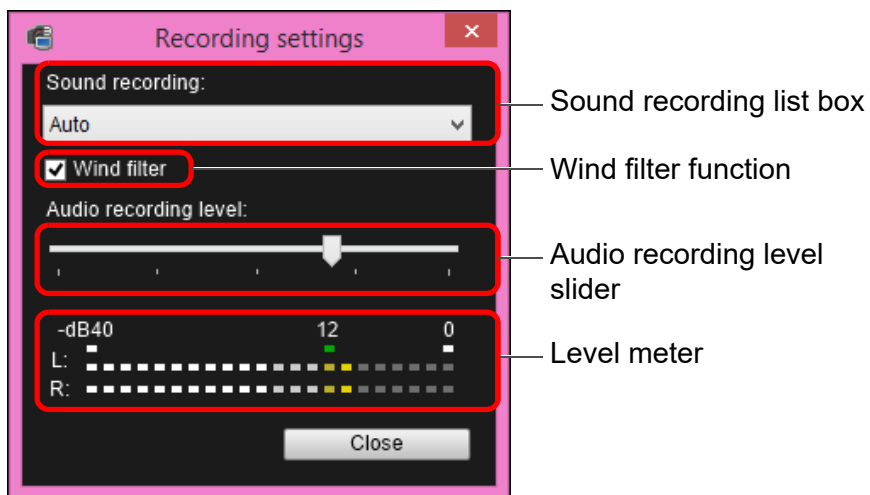 Recording settings
Sound recording:
Auto
Sound recording list box
Wind filter
Wind filter function
Audio recording level:
Audio recording level
slider
-dB40 12 0
L:
R:
Level meter
Close